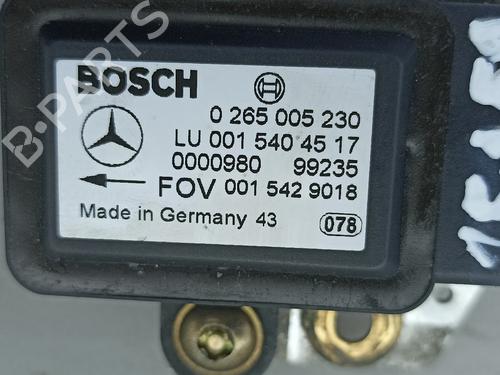 BOSCH
0 265 005 230
LU 001 540 45 17
0000980 99235
FOV 001 542 9018
Made in Germany 43 078
B-PARTS